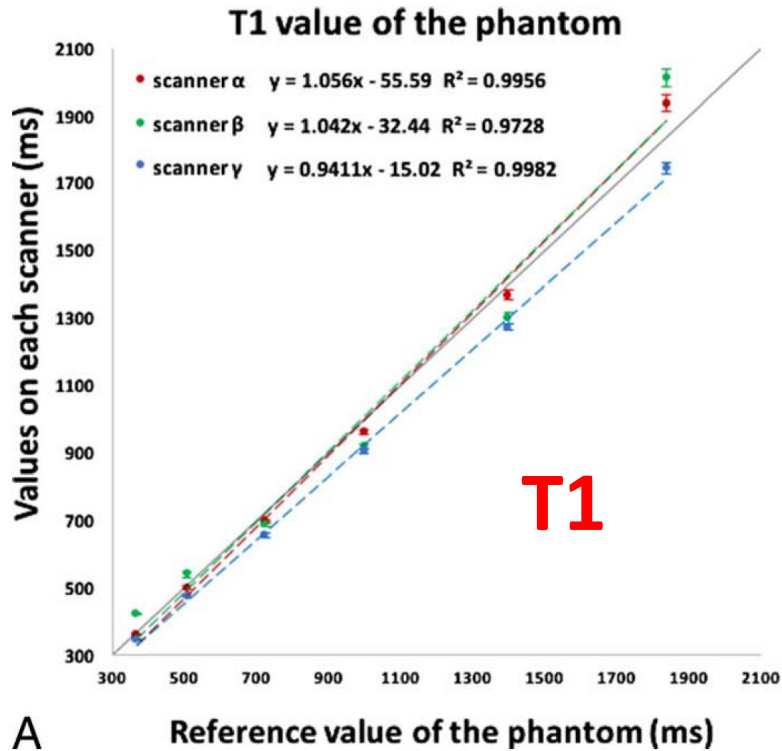 T1 value of the phantom
scanner α y = 1.056x - 55.59 R² = 0.9956
scanner β y = 1.042x - 32.44 R² = 0.9728
scanner γ y = 0.9411x - 15.02 R² = 0.9982
Values on each scanner (ms)
2100
1900
1700
1500
1300
1100
900
700
500
300
T1
300 500 700 900 1100 1300 1500 1700 1900 2100
A Reference value of the phantom (ms)